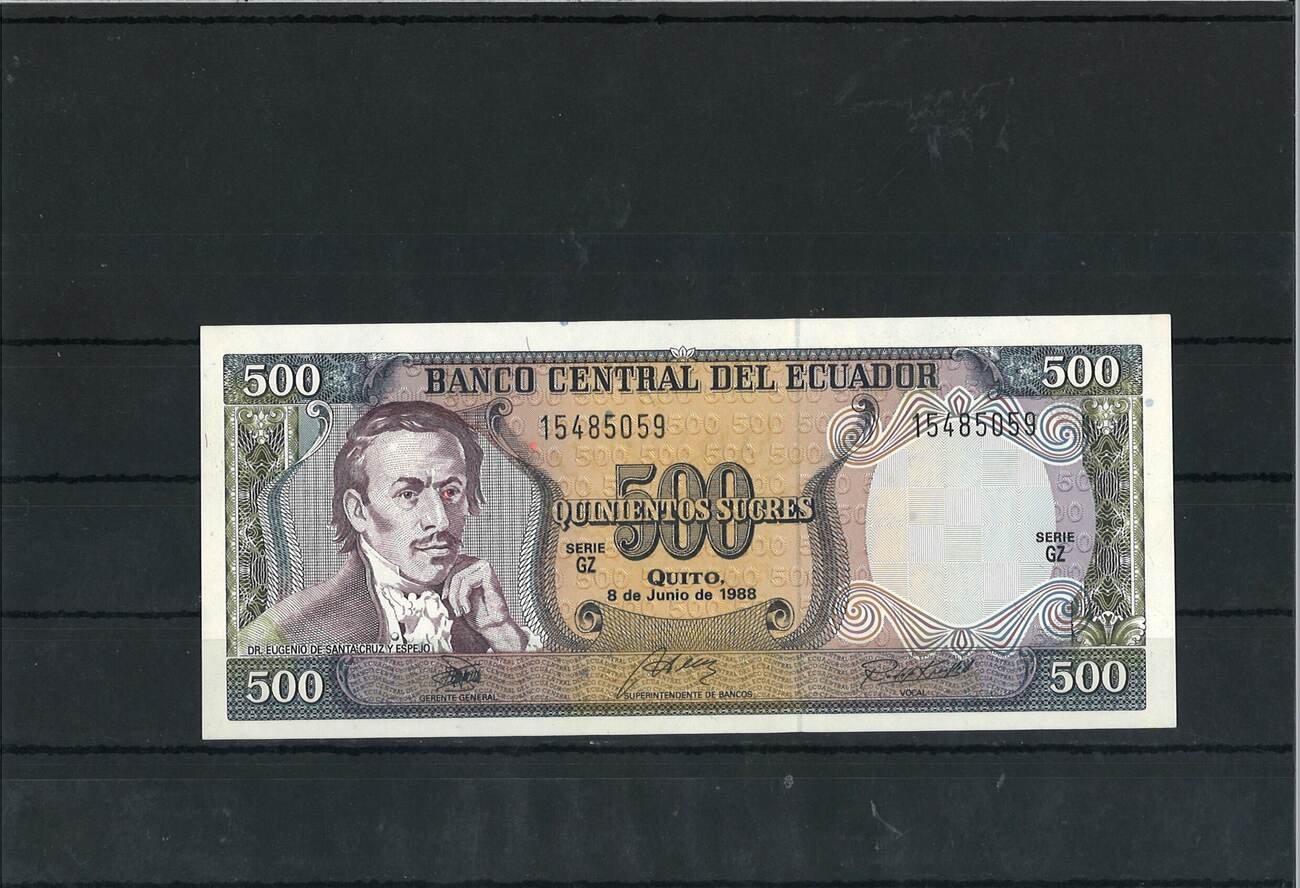 500
BANCO CENTRAL DEL ECUADOR
500
15485059
15485059
500
QUINIENTOS SUCRES
SERIE
GZ
SERIE
GZ
QUITO,
8 de Junio de 1988
DR. EUGENIO DE SANTA CRUZ Y ESPEJO
500
GERENTE GENERAL
SUPERINTENDENTE DE BANCOS
VOCAL
500